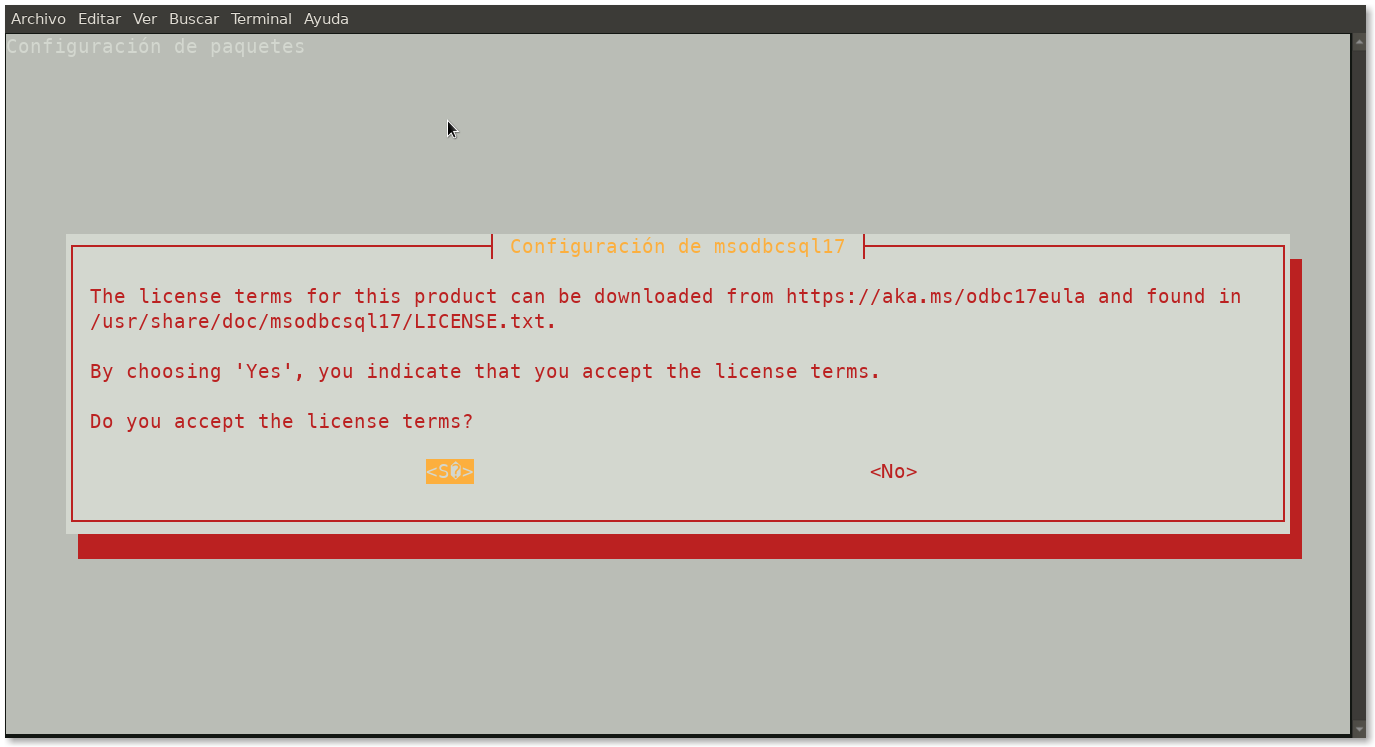 Archivo Editar Ver Buscar Terminal Ayuda
Configuración de paquetes
Configuración de msodbcsql17
The license terms for this product can be downloaded from https://aka.ms/odbc17eula and found in
/usr/share/doc/msodbcsql17/LICENSE.txt.
By choosing 'Yes', you indicate that you accept the license terms.
Do you accept the license terms?
<S�> <No>